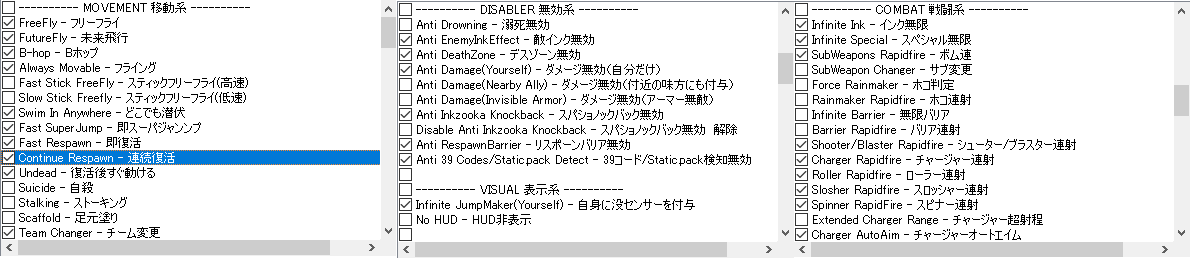 ---------- MOVEMENT 移動系 ----------
FreeFly - フリーフライ
FutureFly - 未来飛行
B-hop - Bホップ
Always Movable - フライング
Fast Stick FreeFly - スティックフリーフライ(高速)
Slow Stick Freefly - スティックフリーフライ(低速)
Swim In Anywhere - どこでも潜伏
Fast SuperJump - 即スーパジャンンプ
Fast Respawn - 即復活
Continue Respawn - 連続復活
Undead - 復活後すぐ動ける
Suicide - 自殺
Stalking - ストーキング
Scaffold - 足元塗り
Team Changer - チーム変更
---------- DISABLER 無効系 ----------
Anti Drowning - 溺死無効
Anti EnemyInkEffect - 敵インク無効
Anti DeathZone - デスゾーン無効
Anti Damage(Yourself) - ダメージ無効(自分だけ)
Anti Damage(Nearby Ally) - ダメージ無効(付近の味方にも付与)
Anti Damage(Invisible Armor) - ダメージ無効(アーマー無敵)
Anti Inkzooka Knockback - スパショノックバック無効
Disable Anti Inkzooka Knockback - スパショノックバック無効 解除
Anti RespawnBarrier - リスポーンバリア無効
Anti 39 Codes/Staticpack Detect - 39コード/Staticpack検知無効
---------- VISUAL 表示系 ----------
Infinite JumpMaker(Yourself) - 自身に没センサーを付与
No HUD - HUD非表示
---------- COMBAT 戦闘系 ----------
Infinite Ink - インク無限
Infinite Special - スペシャル無限
SubWeapons Rapidfire - ボム連
SubWeapon Changer - サブ変更
Force Rainmaker - ホコ判定
Rainmaker Rapidfire - ホコ連射
Infinite Barrier - 無限バリア
Barrier Rapidfire - バリア連射
Shooter/Blaster Rapidfire - シューター/ブラスター連射
Charger Rapidfire - チャージャー連射
Roller Rapidfire - ローラー連射
Slosher Rapidfire - スロッシャー連射
Spinner RapidFire - スピナー連射
Extended Charger Range - チャージャー超射程
Charger AutoAim - チャージャーオートエイム